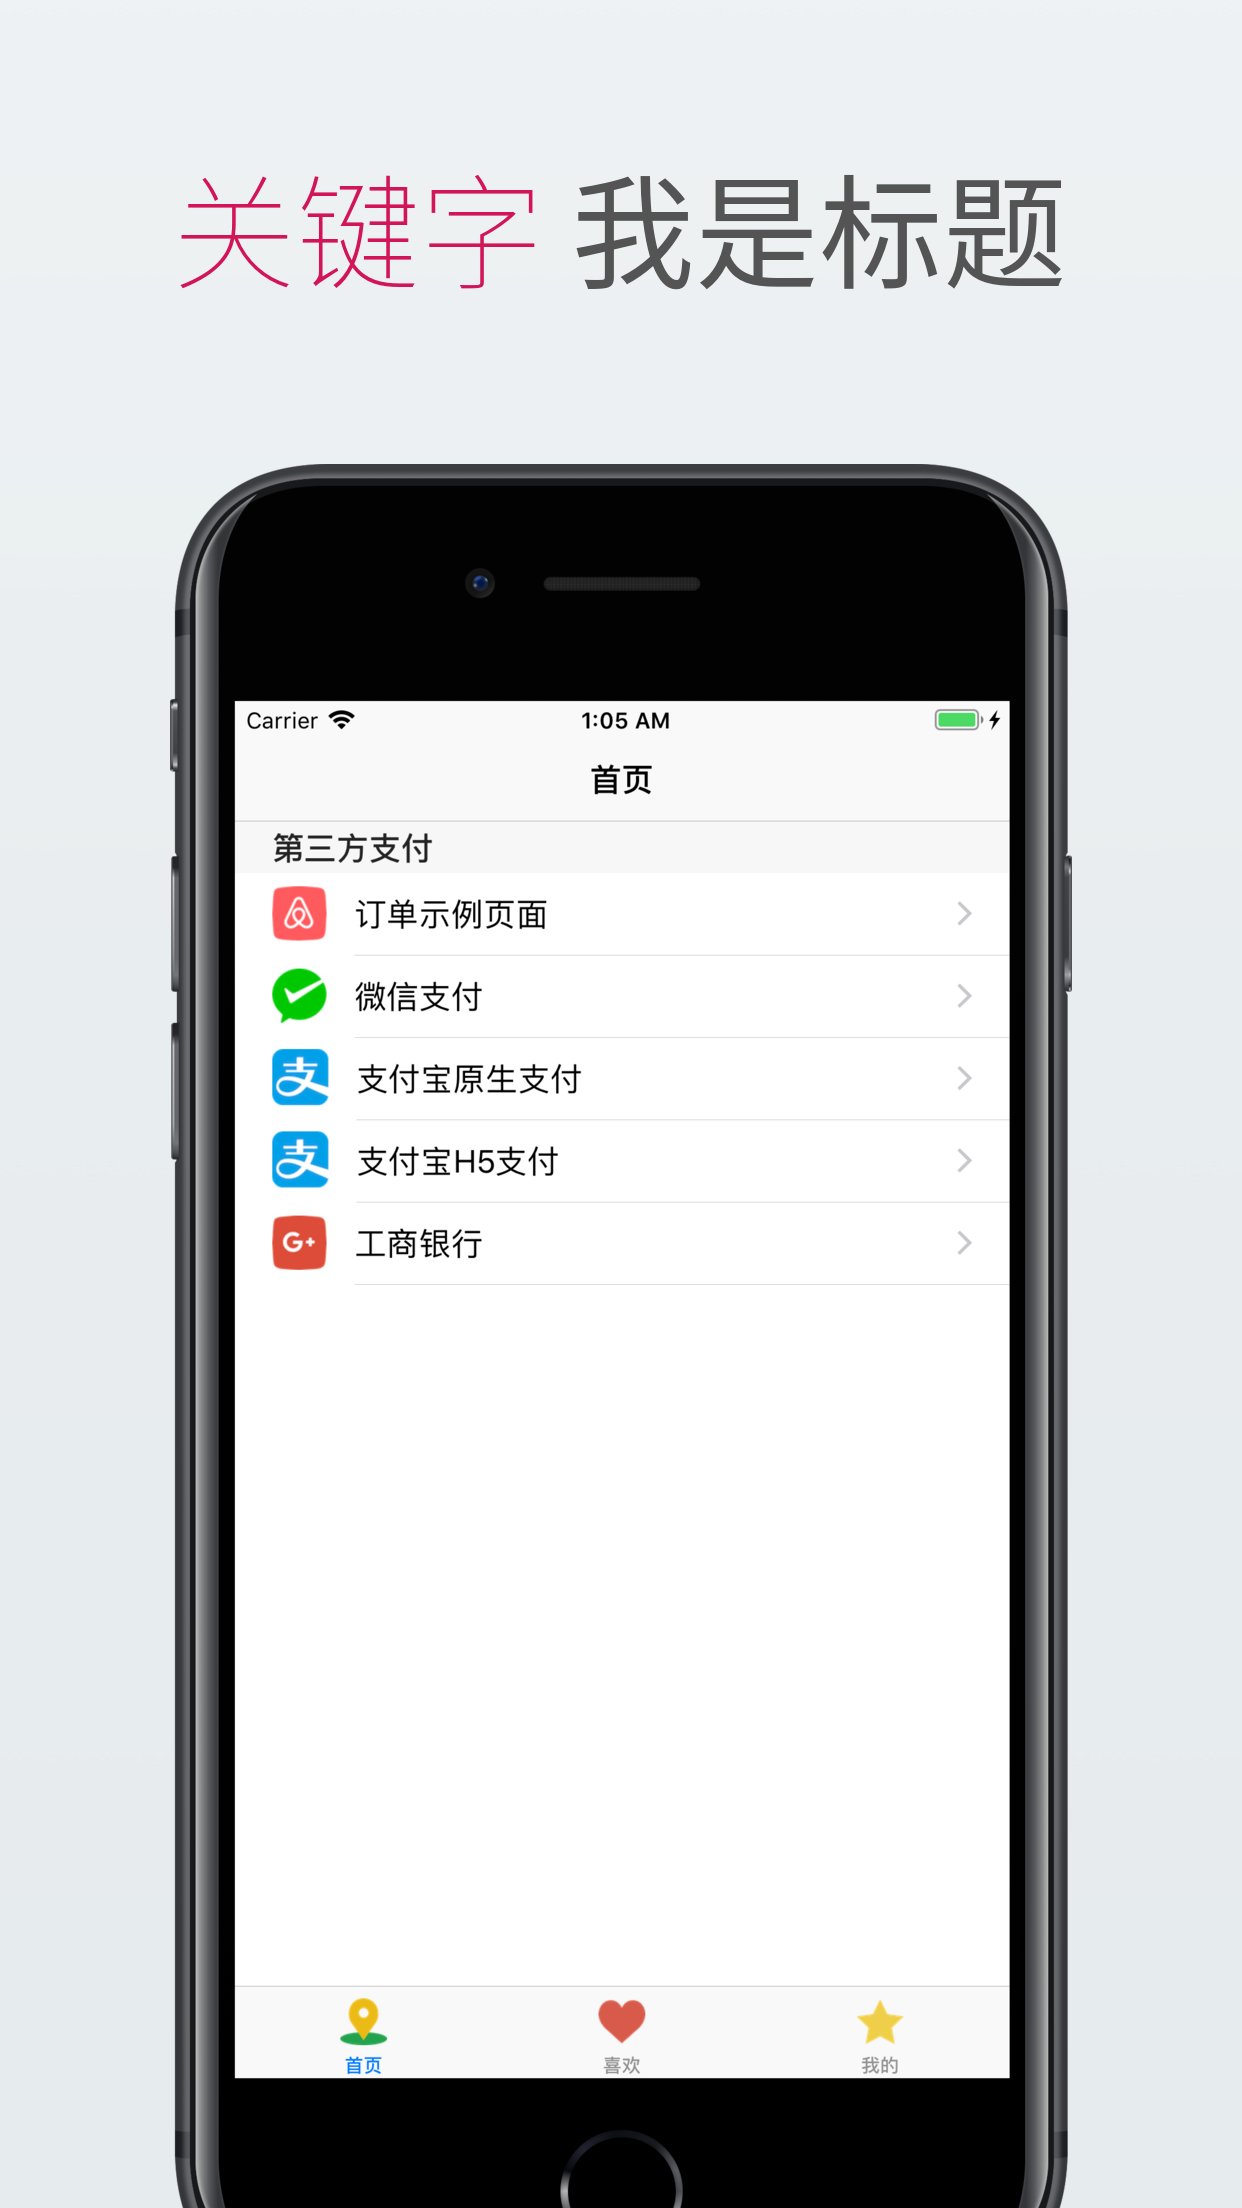 关键字 我是标题
Carrier 1:05 AM
首页
第三方支付
订单示例页面
微信支付
支 支付宝原生支付
支 支付宝H5支付
G+ 工商银行
首页 喜欢 我的